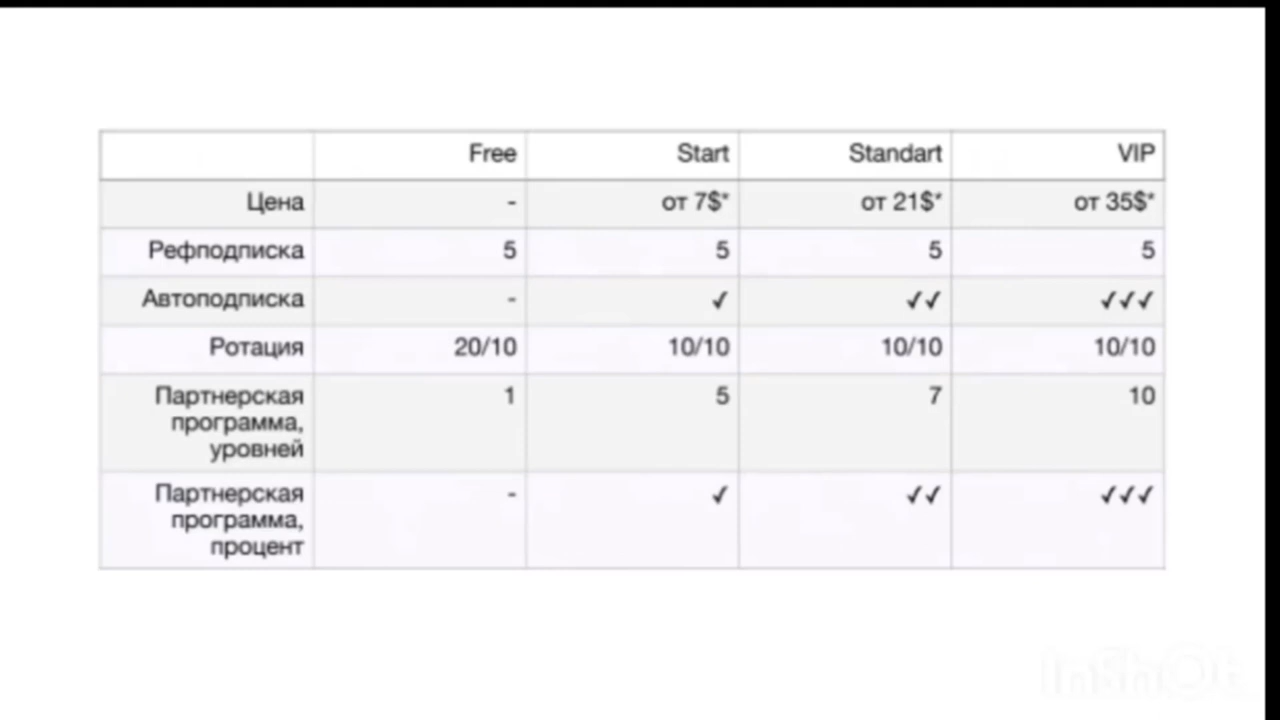 Free Start Standart VIP
Цена - от 7$* от 21$* от 35$*
Рефподписка 5 5 5 5
Автоподписка - ✓ ✓✓ ✓✓✓
Ротация 20/10 10/10 10/10 10/10
Партнерская 1 5 7 10
программа,
уровней
Партнерская - ✓ ✓✓ ✓✓✓
программа,
процент